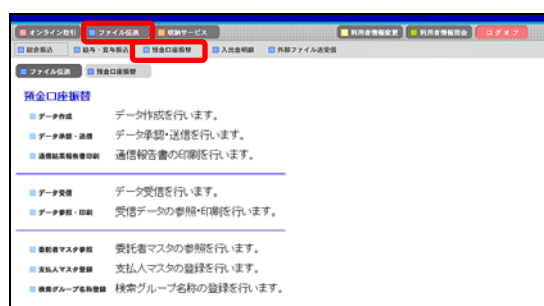 オンライン取引 ファイル伝送 収納サービス 利用者情報変更 利用者情報照会 ログオフ
総合振込 給与・賞与振込 預金口座振替 入出金明細 外部ファイル送受信
ファイル伝送 預金口座振替
預金口座振替
データ作成 データ作成を行います。
データ承認・送信 データ承認・送信を行います。
通信結果報告書印刷 通信報告書の印刷を行います。
データ受信 データ受信を行います。
データ参照・印刷 受信データの参照・印刷を行います。
委託者マスタ参照 委託者マスタの参照を行います。
支払人マスタ登録 支払人マスタの登録を行います。
検索グループ名称登録 検索グループ名称の登録を行います。